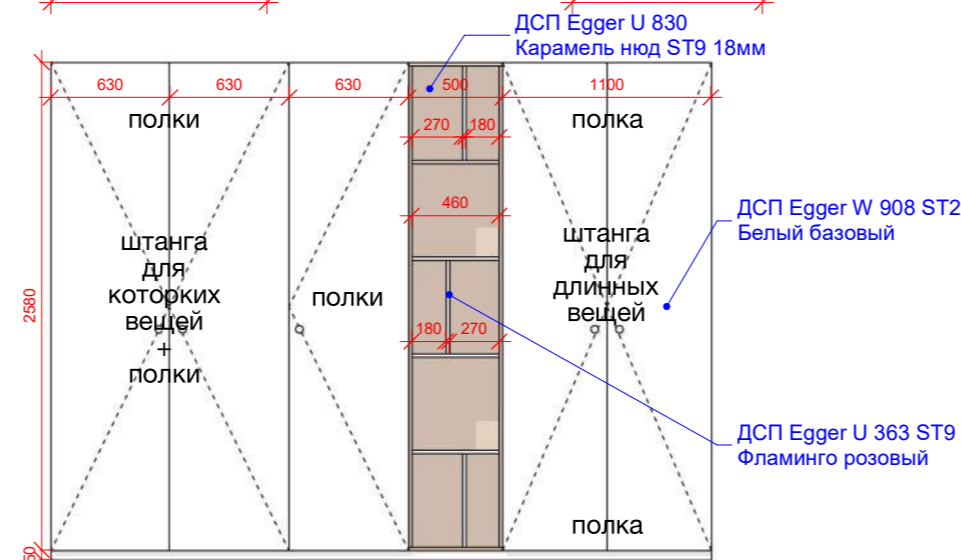 ДСП Egger U 830
Карамель нюд ST9 18мм
630
630
630
500
1100
полки
полка
270
180
460
ДСП Egger W 908 ST2
Белый базовый
штанга
для
которких
вещей
+
полки
полки
штанга
для
длинных
вещей
2580
180
270
ДСП Egger U 363 ST9
Фламинго розовый
полка